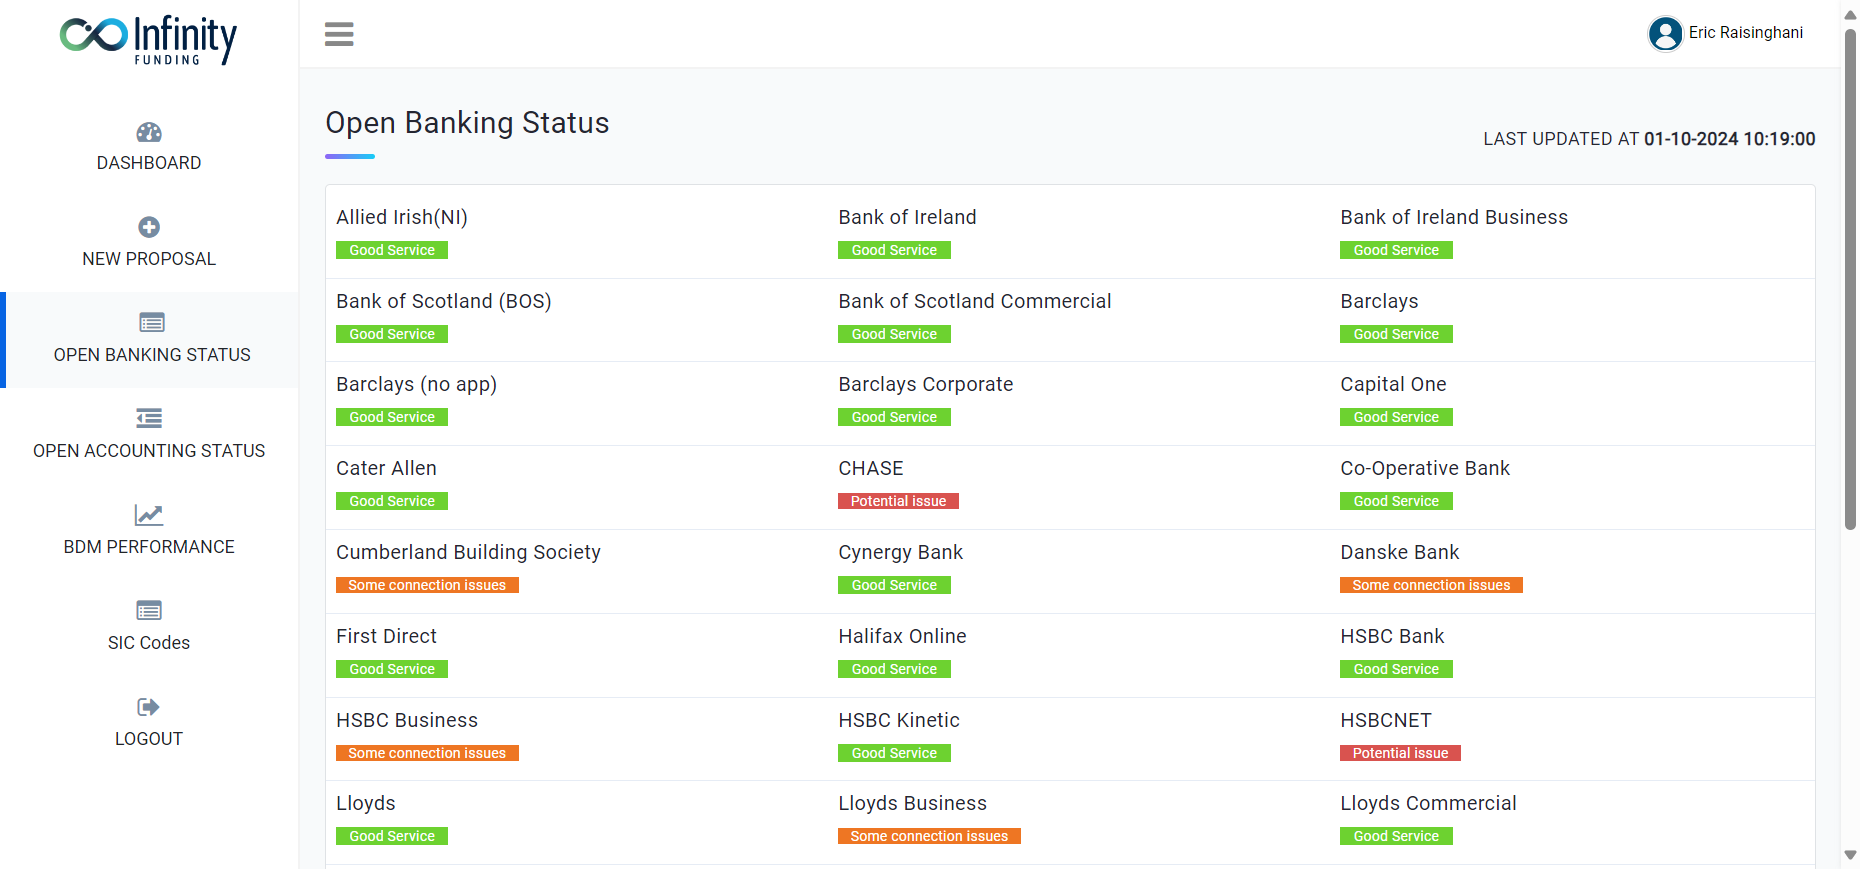 Infinity
FUNDING
Eric Raisinghani
DASHBOARD
NEW PROPOSAL
OPEN BANKING STATUS
OPEN ACCOUNTING STATUS
BDM PERFORMANCE
SIC Codes
LOGOUT
Open Banking Status
LAST UPDATED AT 01-10-2024 10:19:00
Allied Irish(NI)
Good Service
Bank of Ireland
Good Service
Bank of Ireland Business
Good Service
Bank of Scotland (BOS)
Good Service
Bank of Scotland Commercial
Good Service
Barclays
Good Service
Barclays (no app)
Good Service
Barclays Corporate
Good Service
Capital One
Good Service
Cater Allen
Good Service
CHASE
Potential issue
Co-Operative Bank
Good Service
Cumberland Building Society
Some connection issues
Cynergy Bank
Good Service
Danske Bank
Some connection issues
First Direct
Good Service
Halifax Online
Good Service
HSBC Bank
Good Service
HSBC Business
Some connection issues
HSBC Kinetic
Good Service
HSBCNET
Potential issue
Lloyds
Good Service
Lloyds Business
Some connection issues
Lloyds Commercial
Good Service